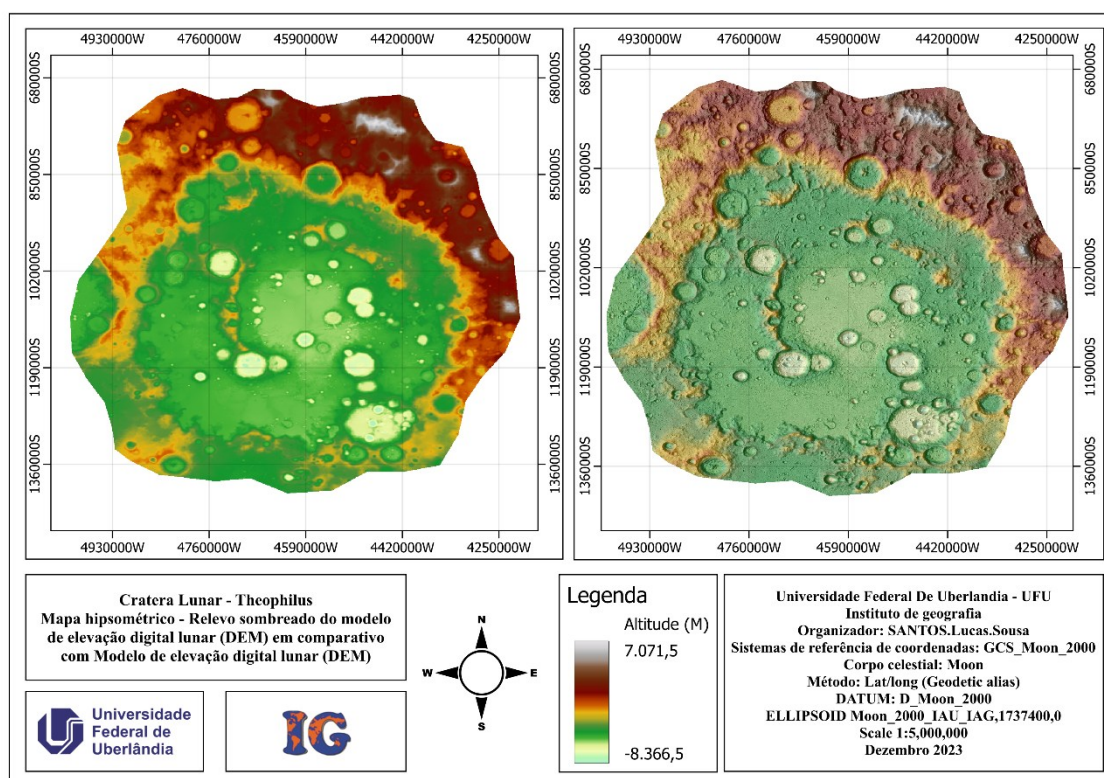 4930000W 4760000W 4590000W 4420000W 4250000W
680000S
850000S
1020000S
1190000S
1360000S
680000S
850000S
1020000S
1190000S
1360000S
4930000W 4760000W 4590000W 4420000W 4250000W
4930000W 4760000W 4590000W 4420000W 4250000W
680000S
850000S
1020000S
1190000S
1360000S
680000S
850000S
1020000S
1190000S
1360000S
4930000W 4760000W 4590000W 4420000W 4250000W
Cratera Lunar - Theophilus
Mapa hipsométrico - Relevo sombreado do modelo
de elevação digital lunar (DEM) em comparativo
com Modelo de elevação digital lunar (DEM)
Universidade
Federal de
Uberlândia
IG
N
W E
S
Legenda
Altitude (M)
7.071,5
-8.366,5
Universidade Federal De Uberlandia - UFU
Instituto de geografia
Organizador: SANTOS.Lucas.Sousa
Sistemas de referência de coordenadas: GCS_Moon_2000
Corpo celestial: Moon
Método: Lat/long (Geodetic alias)
DATUM: D_Moon_2000
ELLIPSOID Moon_2000_IAU_IAG,1737400,0
Scale 1:5,000,000
Dezembro 2023